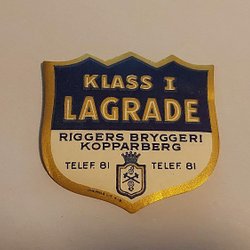 KLASS I
LAGRADE
RIGGERS BRYGGERI
KOPPARBERG
TELEF. 81 TELEF. 81